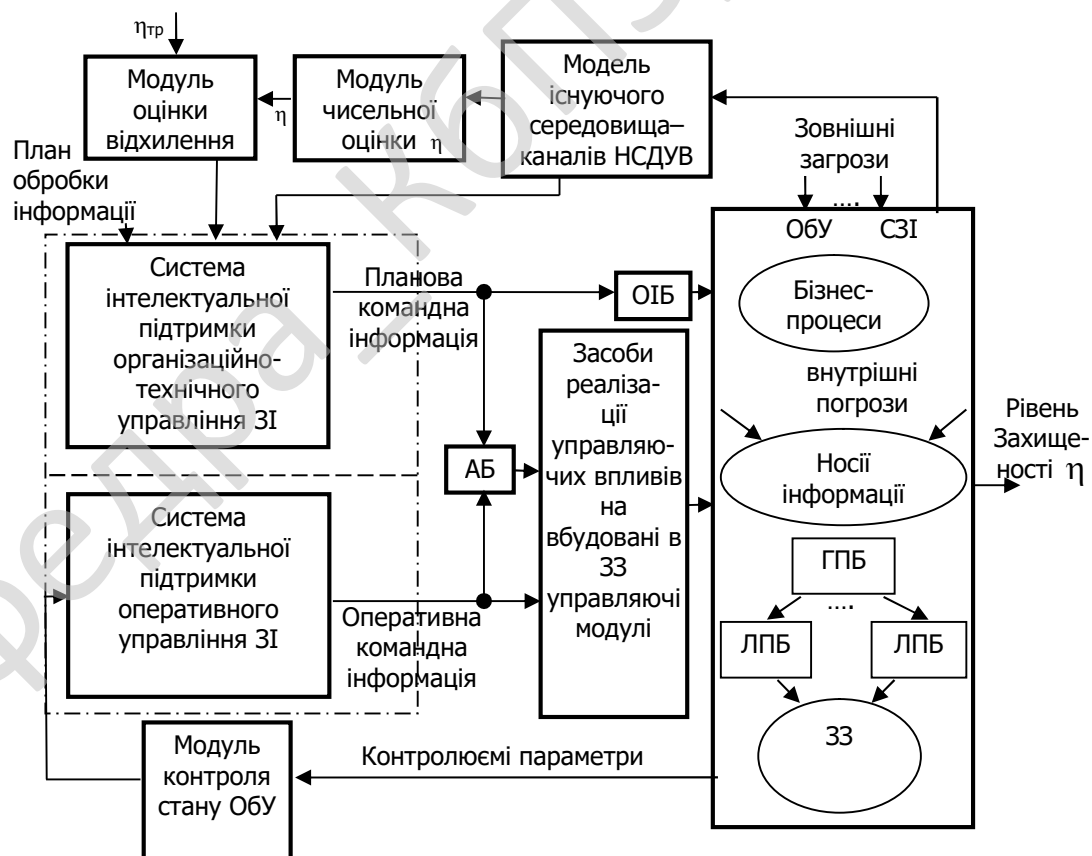 ηтр
Модуль
оцінки
відхилення
η
Модуль
чисельної
оцінки η
Модель
існуючого
середовища–
каналів НСДУВ
Зовнішні
загрози
....
План
обробки
інформації
ОбУ СЗІ
Система
інтелектуальної
підтримки
організаційно-
технічного
управління ЗІ
Планова
командна
інформація
ОІБ
Бізнес-
процеси
Засоби
реаліза-
ції
управляю-
чих впливів
на
вбудовані в
ЗЗ
управляючі
модулі
внутрішні
погрози
Рівень
Захище-
ності η
АБ
Носії
інформації
Система
інтелектуальної
підтримки
оперативного
управління ЗІ
Оперативна
командна
інформація
ГПБ
....
ЛПБ ЛПБ
ЗЗ
Модуль
контроля
стану ОбУ
Контролюємі параметри
федра_КбПЗ